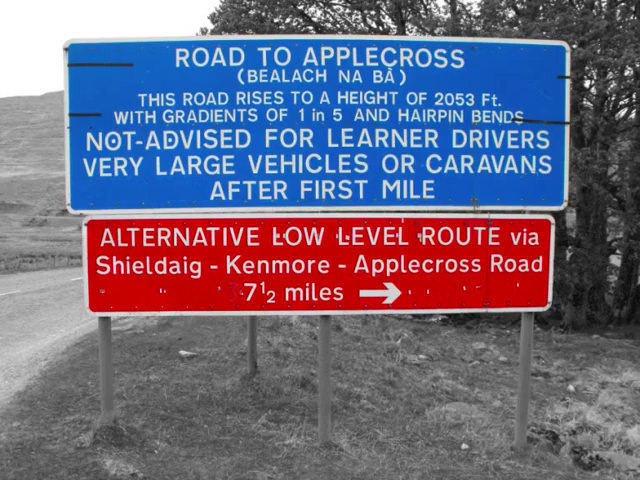 ROAD TO APPLECROSS
(BEALACH NA BÀ)
THIS ROAD RISES TO A HEIGHT OF 2053 Ft.
WITH GRADIENTS OF 1 in 5 AND HAIRPIN BENDS
NOT ADVISED FOR LEARNER DRIVERS
VERY LARGE VEHICLES OR CARAVANS
AFTER FIRST MILE
ALTERNATIVE LOW LEVEL ROUTE via
Shieldaig - Kenmore - Applecross Road
7½ miles →